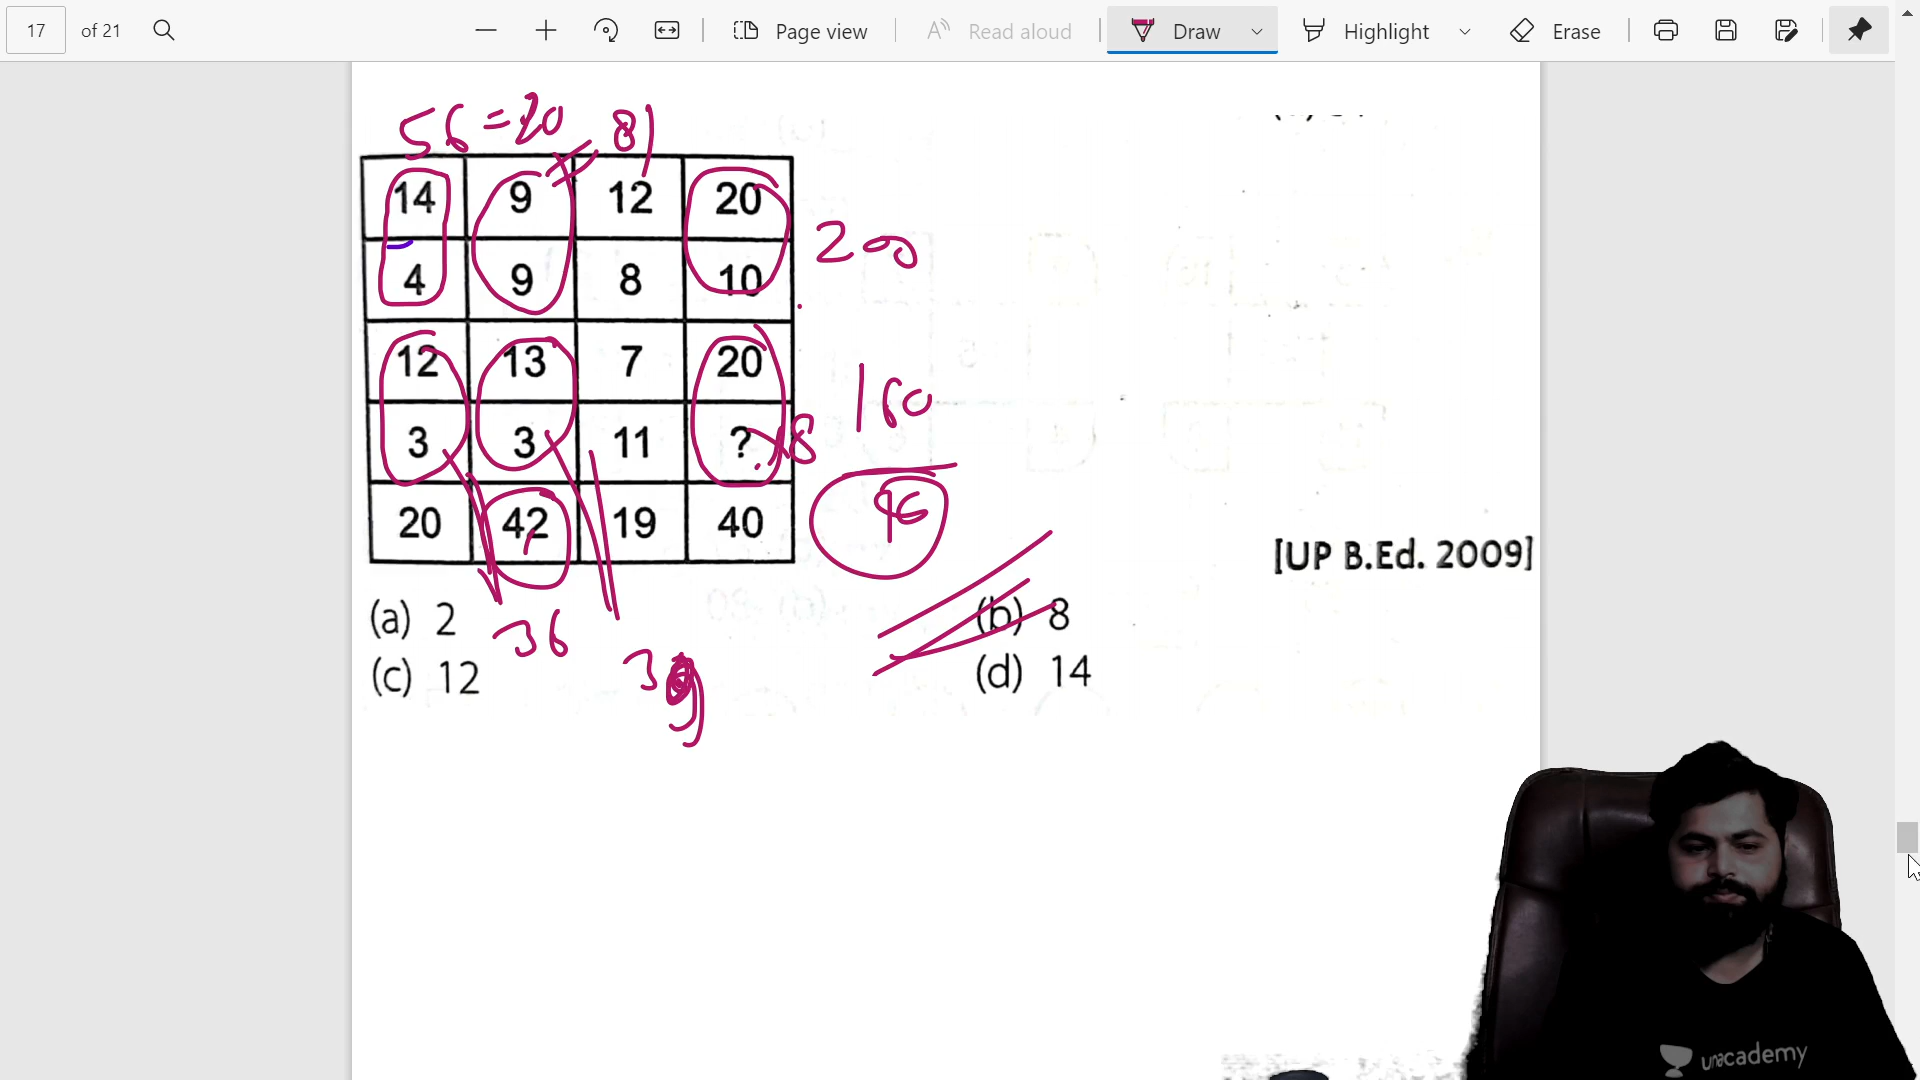 17 of 21 Page view Read aloud Draw Highlight Erase
56 = 20 81
14 9 12 20
4 9 8 10
200
12 13 7 20
160
3 3 11 ? 8
20 42 19 40
[UP B.Ed. 2009]
(a) 2 (b) 8
36
39
(c) 12 (d) 14
unacademy